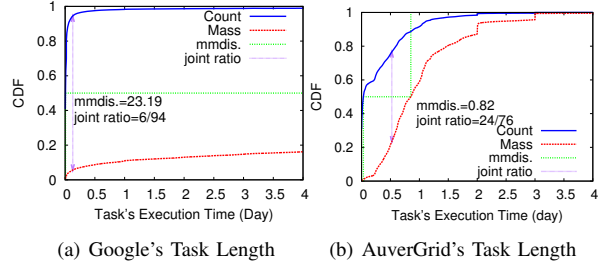 1
0.8
0.6
0.4
0.2
0
CDF
Count
Mass
mmdis.
joint ratio
mmdis.=23.19
joint ratio=6/94
0 0.5 1 1.5 2 2.5 3 3.5 4
Task's Execution Time (Day)
(a) Google's Task Length
1
0.8
0.6
0.4
0.2
0
CDF
mmdis.=0.82
joint ratio=24/76
Count
Mass
mmdis.
joint ratio
0 0.5 1 1.5 2 2.5 3 3.5 4
Task's Execution Time (day)
(b) AuverGrid's Task Length